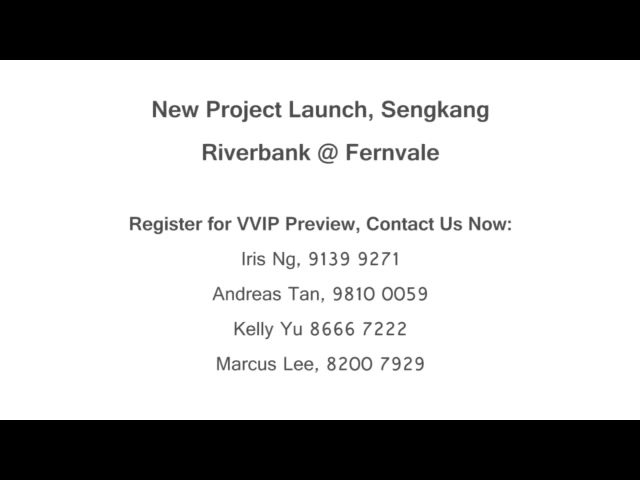 New Project Launch, Sengkang
Riverbank @ Fernvale
Register for VVIP Preview, Contact Us Now:
Iris Ng, 9139 9271
Andreas Tan, 9810 0059
Kelly Yu 8666 7222
Marcus Lee, 8200 7929